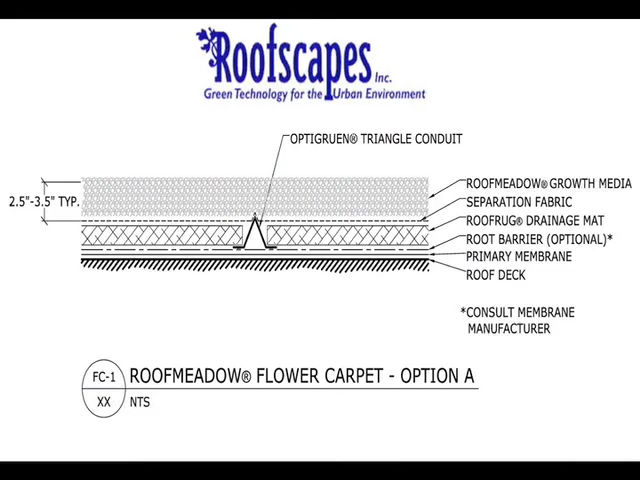 Roofscapes Inc.
Green Technology for the Urban Environment
OPTIGRUEN® TRIANGLE CONDUIT
2.5"-3.5" TYP.
ROOFMEADOW® GROWTH MEDIA
SEPARATION FABRIC
ROOFRUG® DRAINAGE MAT
ROOT BARRIER (OPTIONAL)*
PRIMARY MEMBRANE
ROOF DECK
*CONSULT MEMBRANE
MANUFACTURER
FC-1
ROOFMEADOW® FLOWER CARPET - OPTION A
XX
NTS